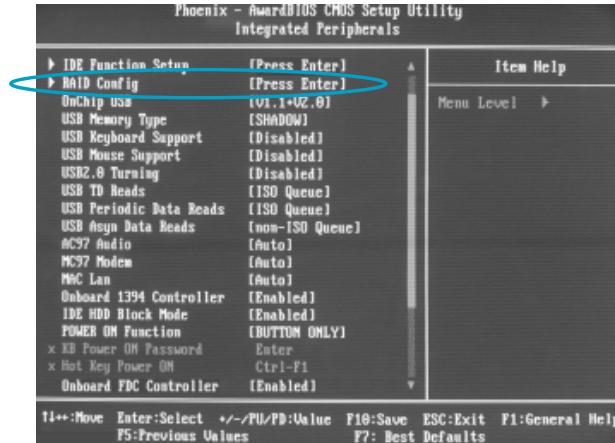 Phoenix - AwardBIOS CMOS Setup Utility
Integrated Peripherals
IDE Function Setup [Press Enter]
RAID Config [Press Enter]
OnChip USB [V1.1+V2.0]
USB Memory Type [SHADOW]
USB Keyboard Support [Disabled]
USB Mouse Support [Disabled]
USB2.0 Turning [Disabled]
USB TD Reads [ISO Queue]
USB Periodic Data Reads [ISO Queue]
USB Asyn Data Reads [non-ISO Queue]
AC97 Audio [Auto]
MC97 Modem [Auto]
MAC Lan [Auto]
Onboard 1394 Controller [Enabled]
IDE HDD Block Mode [Enabled]
POWER ON Function [BUTTON ONLY]
x KB Power ON Password Enter
x Hot Key Power ON Ctrl-F1
Onboard FDC Controller [Enabled]
Item Help
Menu Level
↑↓→←:Move Enter:Select +/-/PU/PD:Value F10:Save ESC:Exit F1:General Help
F5:Previous Values F7: Best Defaults